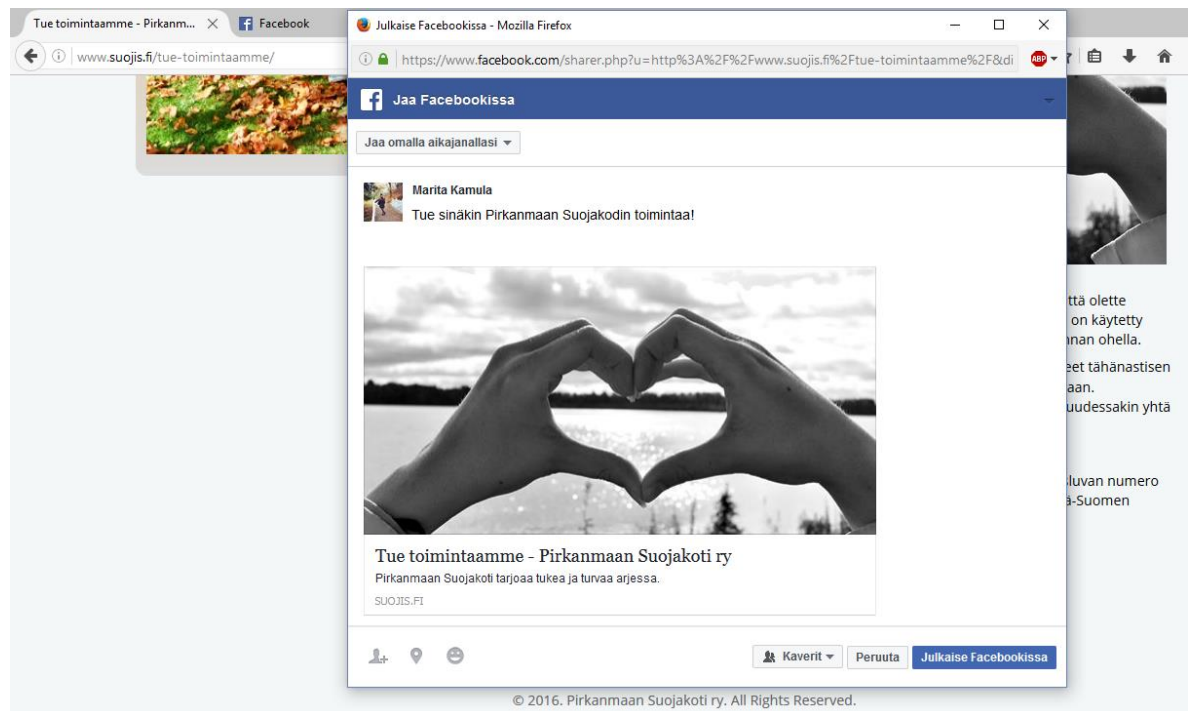 Tue toimintaamme - Pirkanm...
Facebook
www.suojis.fi/tue-toimintaamme/
Julkaise Facebookissa - Mozilla Firefox
https://www.facebook.com/sharer.php?u=http%3A%2F%2Fwww.suojis.fi%2Ftue-toimintaamme%2F&di
ABP
Jaa Facebookissa
Jaa omalla aikajanallasi
Marita Kamula
Tue sinäkin Pirkanmaan Suojakodin toimintaa!
Tue toimintaamme - Pirkanmaan Suojakoti ry
Pirkanmaan Suojakoti tarjoaa tukea ja turvaa arjessa.
SUOJIS.FI
Kaverit
Peruuta
Julkaise Facebookissa
ttä olette
on käytetty
nnan ohella.
eet tähänastisen
aan.
uudessakin yhtä
luvan numero
ä-Suomen
© 2016. Pirkanmaan Suojakoti ry. All Rights Reserved.